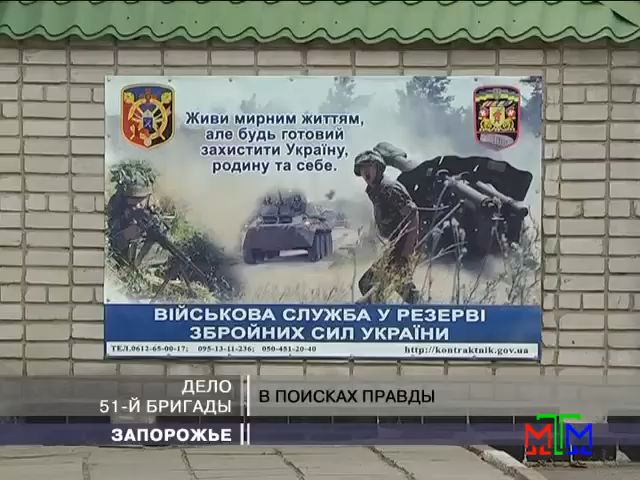 Живи мирним життям,
але будь готовий
захистити Україну,
родину та себе.
ВІЙСЬКОВА СЛУЖБА У РЕЗЕРВІ
ЗБРОЙНИХ СИЛ УКРАЇНИ
ТЕЛ.0612-65-00-17; 095-13-11-236; 050-451-20-40
http://kontraktnik.gov.ua
ДЕЛО
51-Й БРИГАДЫ
В ПОИСКАХ ПРАВДЫ
ЗАПОРОЖЬЕ
МТМ